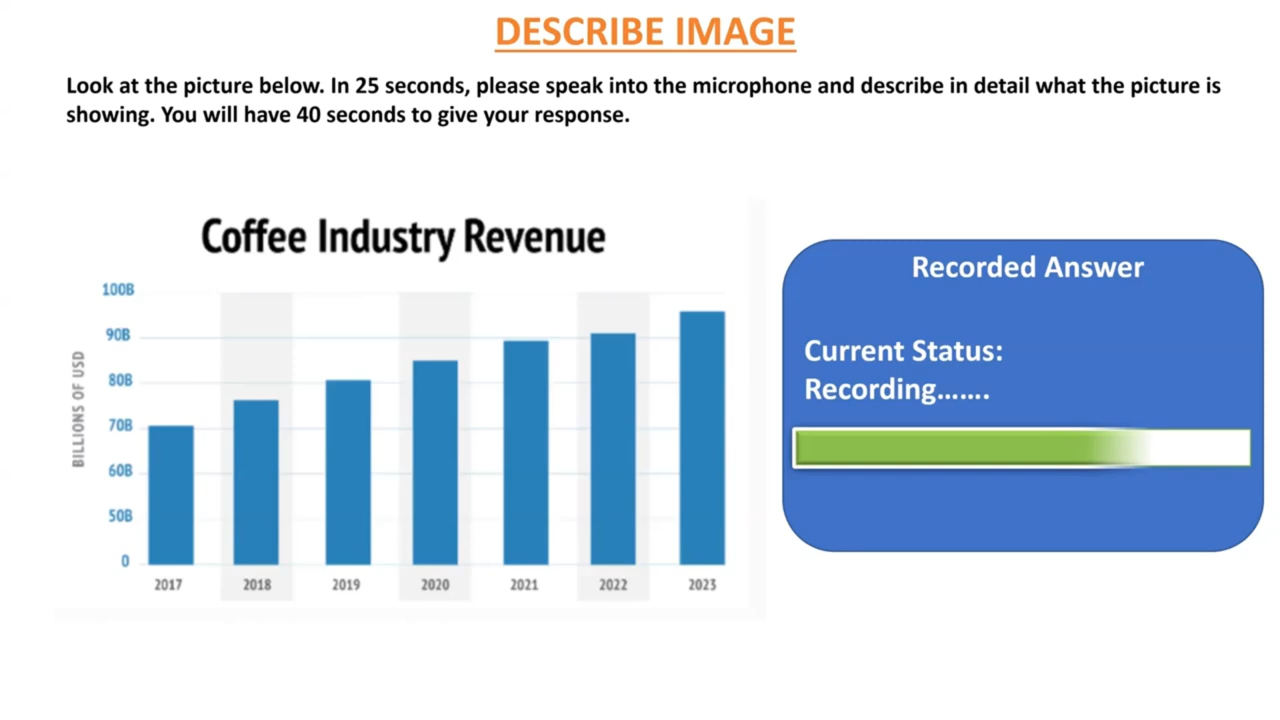 DESCRIBE IMAGE
Look at the picture below. In 25 seconds, please speak into the microphone and describe in detail what the picture is
showing. You will have 40 seconds to give your response.
Coffee Industry Revenue
BILLIONS OF USD
100B
90B
80B
70B
60B
50B
0
2017 2018 2019 2020 2021 2022 2023
Recorded Answer
Current Status:
Recording.......